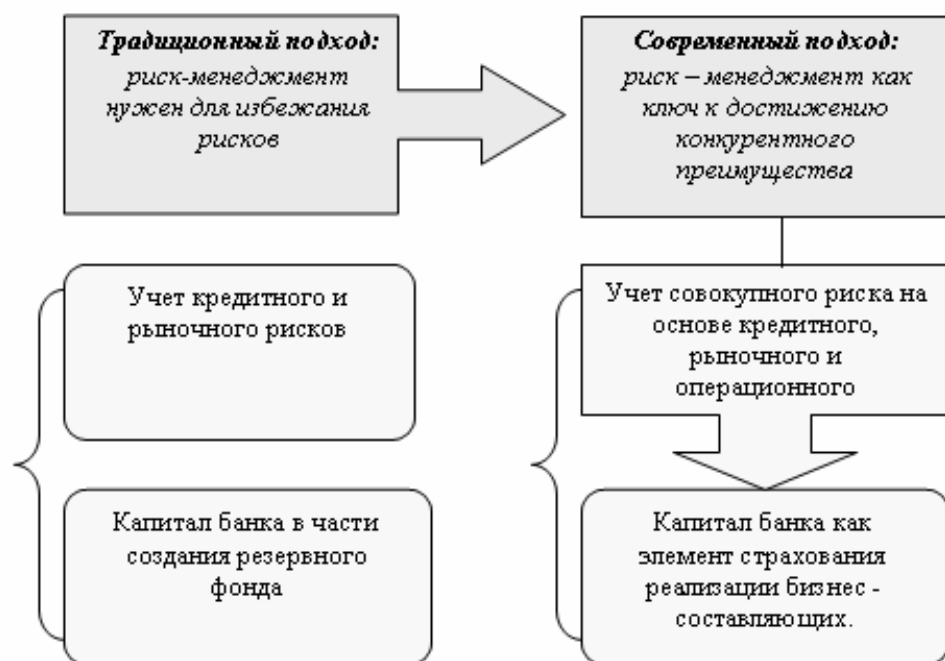 Традиционный подход:
риск-менеджмент
нужен для избежания
рисков
Современный подход:
риск – менеджмент как
ключ к достижению
конкурентного
преимущества
Учет кредитного и
рыночного рисков
Учет совокупного риска на
основе кредитного,
рыночного и
операционного
Капитал банка в части
создания резервного
фонда
Капитал банка как
элемент страхования
реализации бизнес -
составляющих.